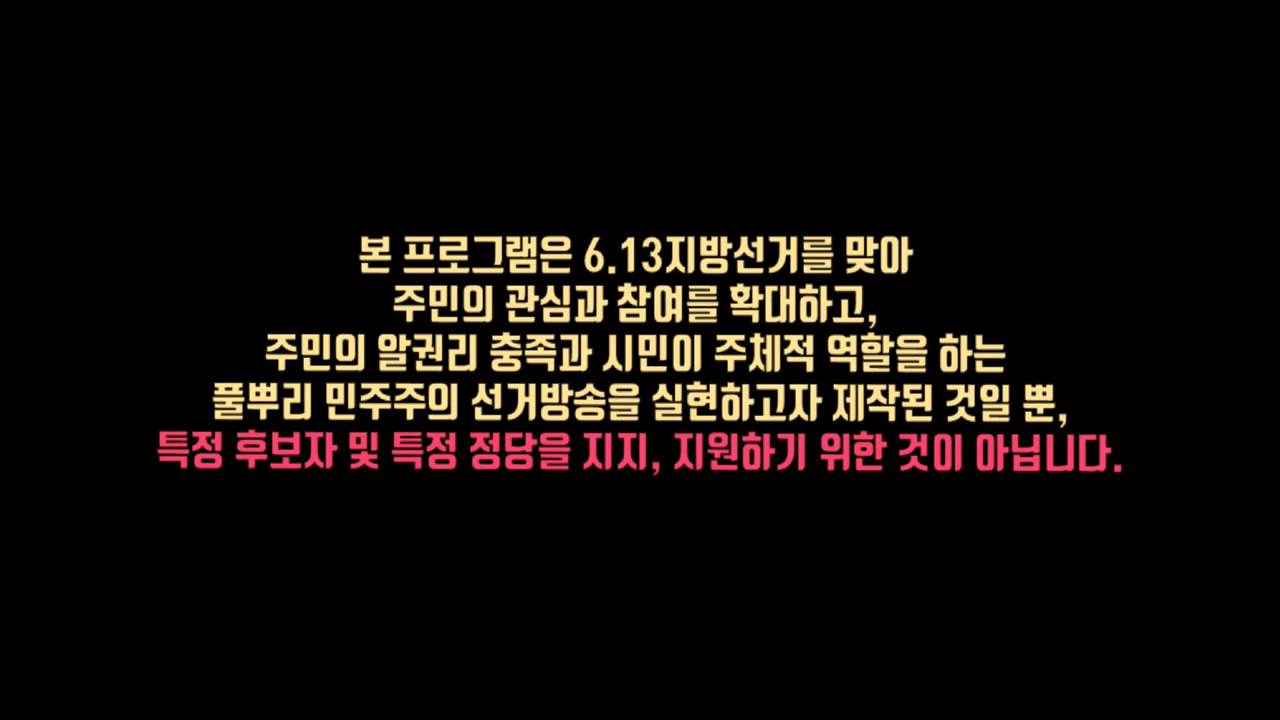 본 프로그램은 6.13지방선거를 맞아
주민의 관심과 참여를 확대하고,
주민의 알권리 충족과 시민이 주체적 역할을 하는
풀뿌리 민주주의 선거방송을 실현하고자 제작된 것일 뿐,
특정 후보자 및 특정 정당을 지지, 지원하기 위한 것이 아닙니다.